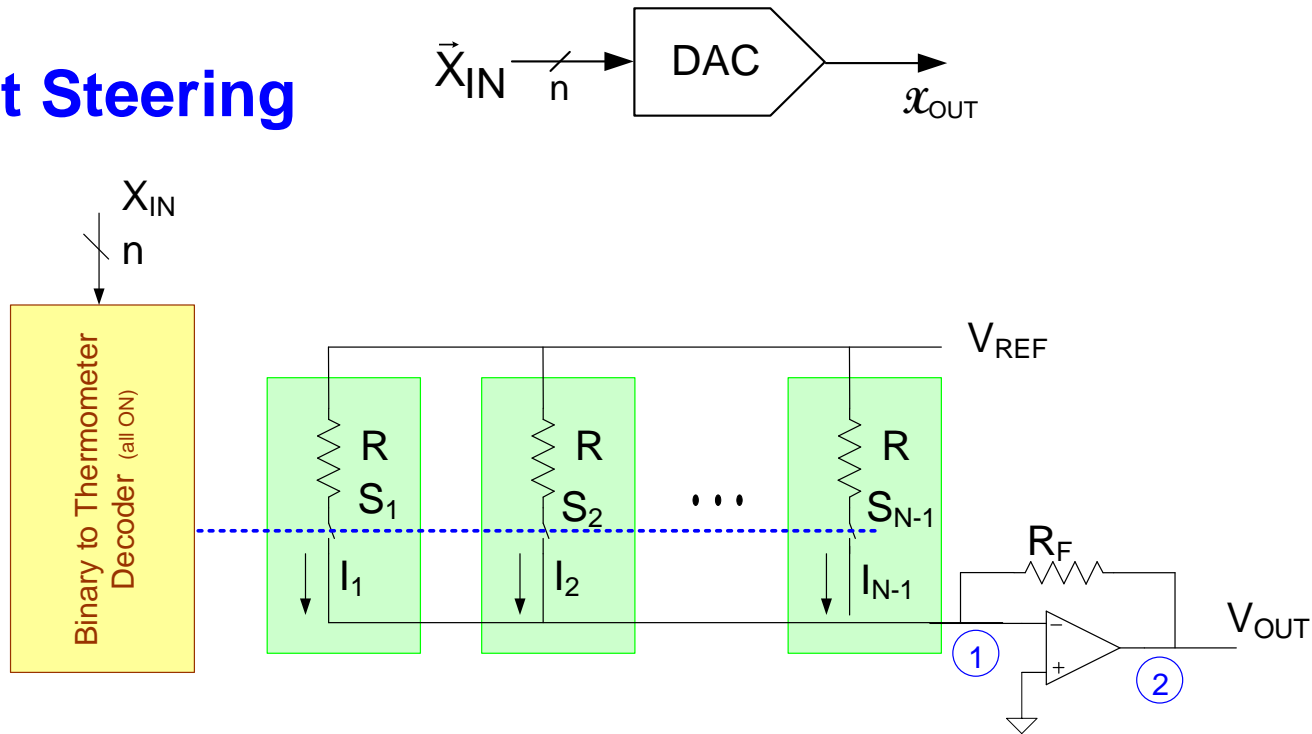 t Steering
X⃗IN
n
DAC
𝒳OUT
XIN
n
Binary to Thermometer
Decoder (all ON)
VREF
R
S1
I1
R
S2
I2
• • •
R
SN-1
IN-1
RF
−
+
1
2
VOUT